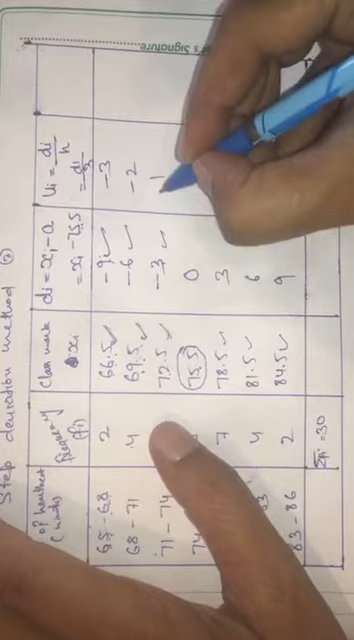 's Signature
Step deviation method
of heartbeat
frequency
(fi)
Class mark
xi
di = xi - a
= xi - 75.5
ui = di/h
= di/3
65 - 68 2 66.5 -9 -3
68 - 71 4 69.5 -6 -2
71 - 74 72.5 -3
74 75.5 0
7 78.5 3
4 81.5 6
83 - 86 2 84.5 9
Σfi = 30